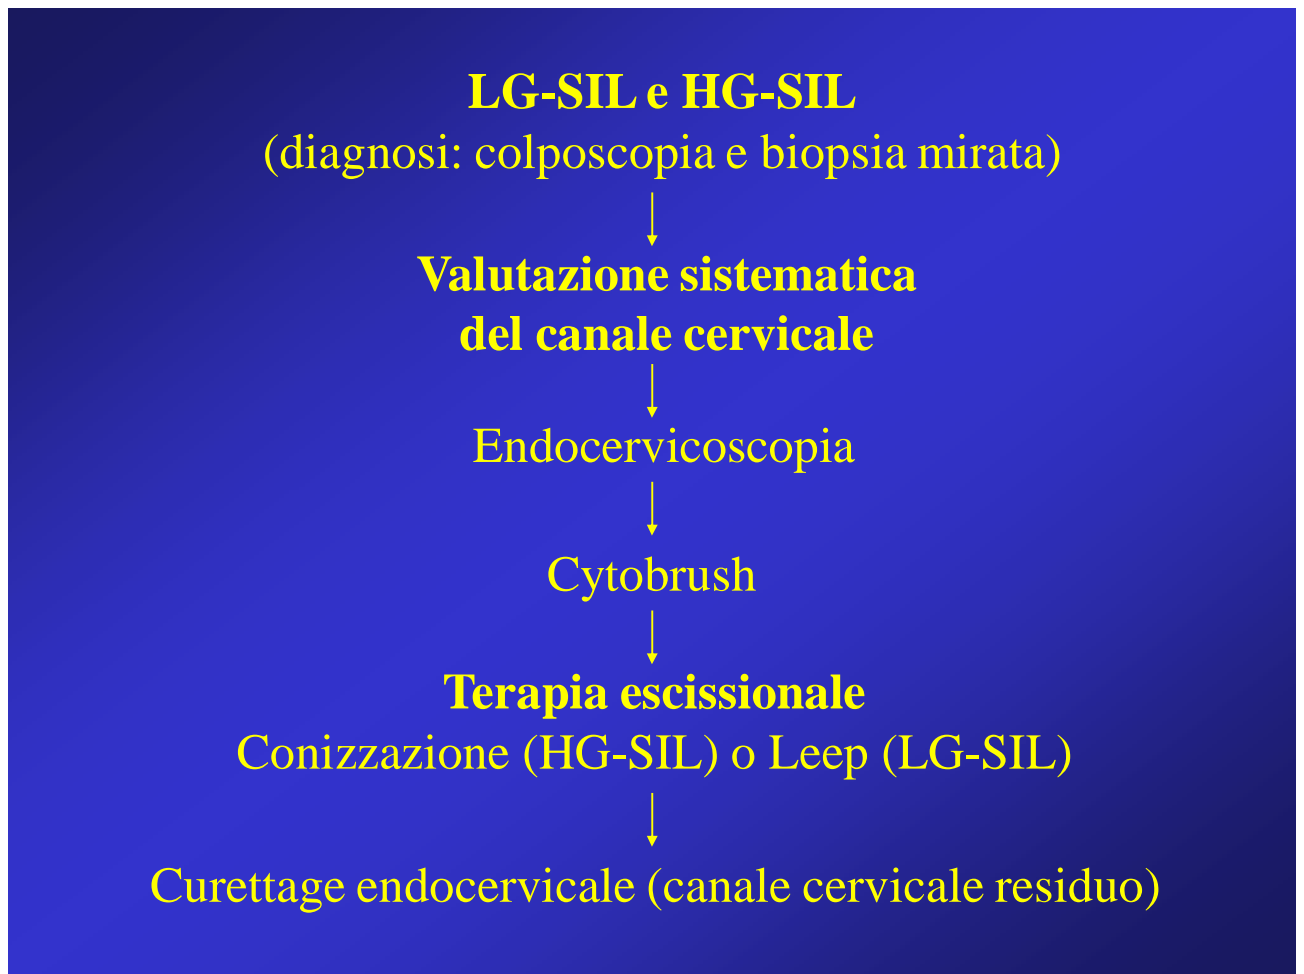 LG-SIL e HG-SIL
(diagnosi: colposcopia e biopsia mirata)
Valutazione sistematica
del canale cervicale
Endocervicoscopia
Cytobrush
Terapia escissionale
Conizzazione (HG-SIL) o Leep (LG-SIL)
Curettage endocervicale (canale cervicale residuo)